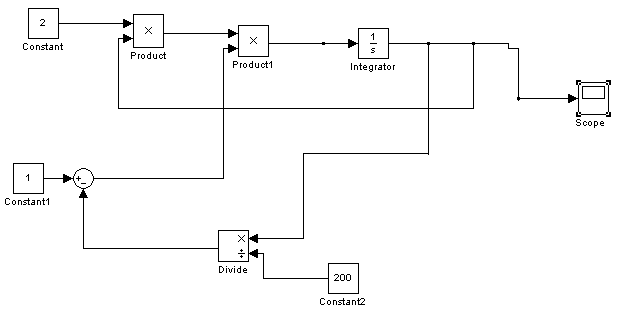 2
Constant
×
Product
×
Product1
1
s
Integrator
Scope
1
Constant1
+
−
×
÷
Divide
200
Constant2